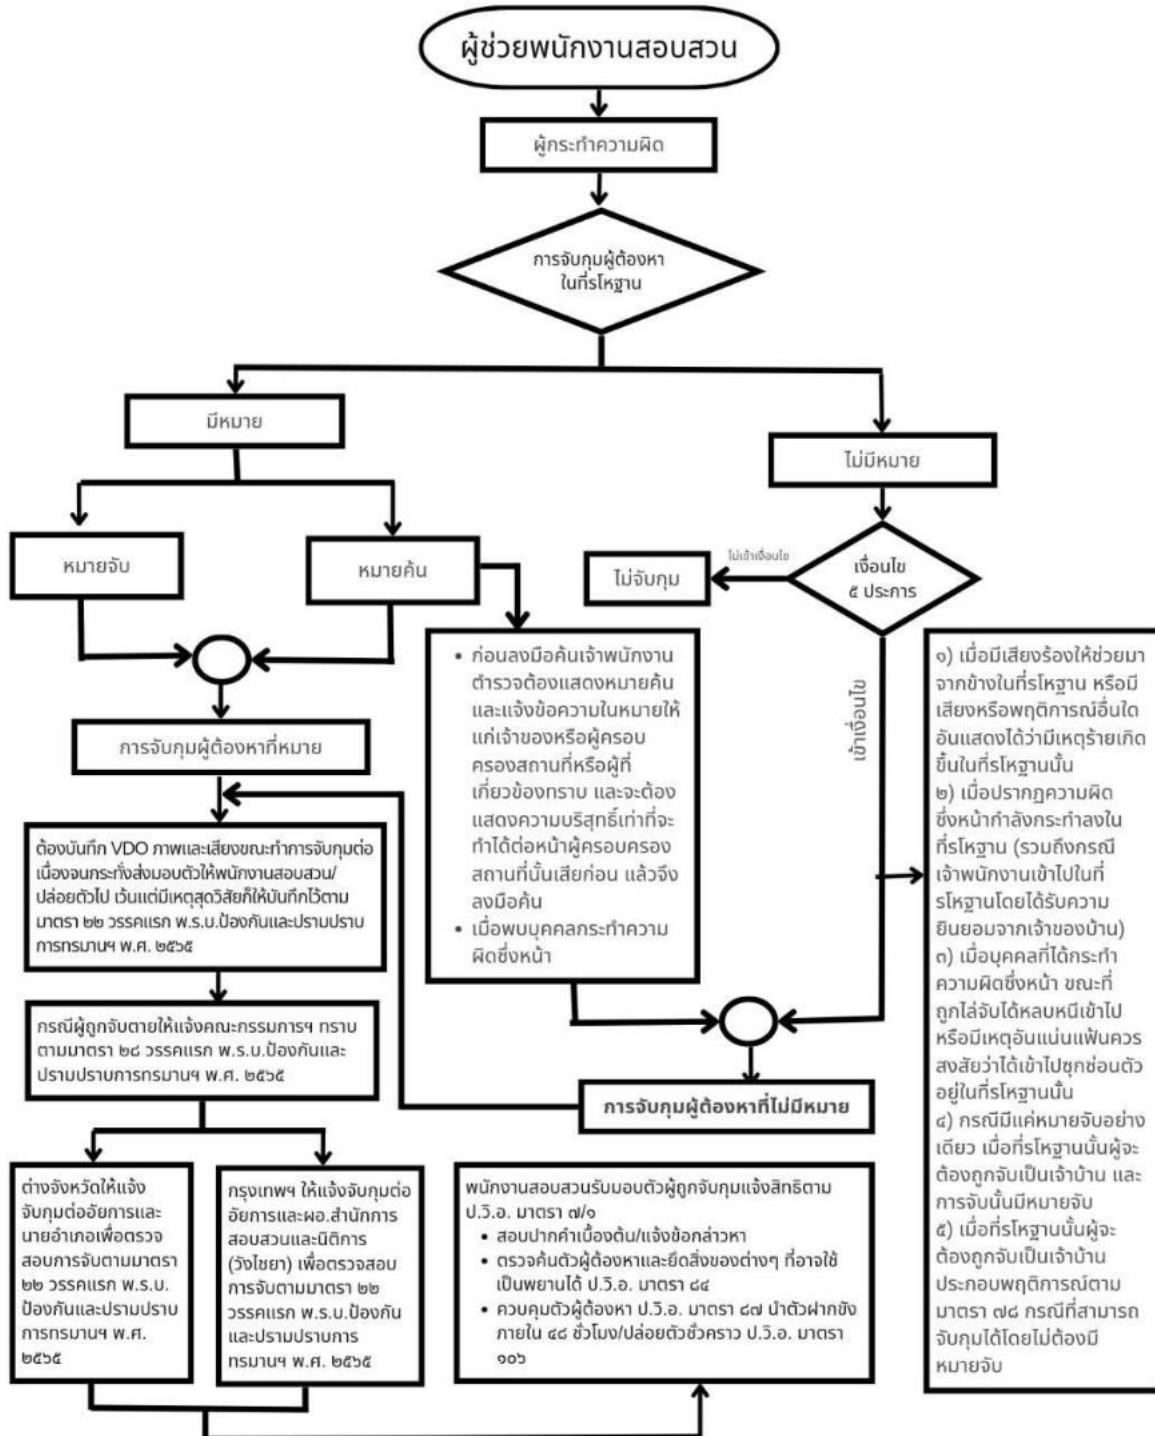 ผู้ช่วยพนักงานสอบสวน
ผู้กระทำความผิด
การจับกุมผู้ต้องหา
ในที่รโหฐาน
มีหมาย
ไม่มีหมาย
หมายจับ
หมายค้น
ไม่จับกุม
ไม่เข้าเงื่อนไข
เงื่อนไข
๕ ประการ
เข้าเงื่อนไข
การจับกุมผู้ต้องหาที่หมาย
• ก่อนลงมือค้นเจ้าพนักงาน
ตำรวจต้องแสดงหมายค้น
และแจ้งข้อความในหมายให้
แก่เจ้าของหรือผู้ครอบ
ครองสถานที่หรือผู้ที่
เกี่ยวข้องทราบ และจะต้อง
แสดงความบริสุทธิ์เท่าที่จะ
ทำได้ต่อหน้าผู้ครอบครอง
สถานที่นั้นเสียก่อน แล้วจึง
ลงมือค้น
• เมื่อพบบุคคลกระทำความ
ผิดซึ่งหน้า
๑) เมื่อมีเสียงร้องให้ช่วยมา
จากข้างในที่รโหฐาน หรือมี
เสียงหรือพฤติการณ์อื่นใด
อันแสดงได้ว่ามีเหตุร้ายเกิด
ขึ้นในที่รโหฐานนั้น
๒) เมื่อปรากฏความผิด
ซึ่งหน้ากำลังกระทำลงใน
ที่รโหฐาน (รวมถึงกรณี
เจ้าพนักงานเข้าไปในที่
รโหฐานโดยได้รับความ
ยินยอมจากเจ้าของบ้าน)
๓) เมื่อบุคคลที่ได้กระทำ
ความผิดซึ่งหน้า ขณะที่
ถูกไล่จับได้หลบหนีเข้าไป
หรือมีเหตุอันแน่นแฟ้นควร
สงสัยว่าได้เข้าไปซุกซ่อนตัว
อยู่ในที่รโหฐานนั้น
๔) กรณีมีแค่หมายจับอย่าง
เดียว เมื่อที่รโหฐานนั้นผู้จะ
ต้องถูกจับเป็นเจ้าบ้าน และ
การจับนั้นมีหมายจับ
๕) เมื่อที่รโหฐานนั้นผู้จะ
ต้องถูกจับเป็นเจ้าบ้าน
ประกอบพฤติการณ์ตาม
มาตรา ๗๘ กรณีที่สามารถ
จับกุมได้โดยไม่ต้องมี
หมายจับ
ต้องบันทึก VDO ภาพและเสียงขณะทำการจับกุมต่อ
เนื่องจนกระทั่งส่งมอบตัวให้พนักงานสอบสวน/
ปล่อยตัวไป เว้นแต่มีเหตุสุดวิสัยก็ให้บันทึกไว้ตาม
มาตรา ๒๒ วรรคแรก พ.ร.บ.ป้องกันและปรามปราบ
การทรมานฯ พ.ศ. ๒๕๖๕
กรณีผู้ถูกจับตายให้แจ้งคณะกรรมการฯ ทราบ
ตามมาตรา ๒๘ วรรคแรก พ.ร.บ.ป้องกันและ
ปรามปราบการทรมานฯ พ.ศ. ๒๕๖๕
การจับกุมผู้ต้องหาที่ไม่มีหมาย
ต่างจังหวัดให้แจ้ง
จับกุมต่ออัยการและ
นายอำเภอเพื่อตรวจ
สอบการจับตามมาตรา
๒๒ วรรคแรก พ.ร.บ.
ป้องกันและปรามปราบ
การทรมานฯ พ.ศ.
๒๕๖๕
กรุงเทพฯ ให้แจ้งจับกุมต่อ
อัยการและผอ.สำนักการ
สอบสวนและนิติการ
(วังไชยา) เพื่อตรวจสอบ
การจับตามมาตรา ๒๒
วรรคแรก พ.ร.บ.ป้องกัน
และปรามปราบการ
ทรมานฯ พ.ศ. ๒๕๖๕
พนักงานสอบสวนรับมอบตัวผู้ถูกจับกุมแจ้งสิทธิตาม
ป.วิ.อ. มาตรา ๗/๑
• สอบปากคำเบื้องต้น/แจ้งข้อกล่าวหา
• ตรวจค้นตัวผู้ต้องหาและยึดสิ่งของต่างๆ ที่อาจใช้
เป็นพยานได้ ป.วิ.อ. มาตรา ๘๔
• ควบคุมตัวผู้ต้องหา ป.วิ.อ. มาตรา ๘๗ นำตัวฝากขัง
ภายใน ๔๘ ชั่วโมง/ปล่อยตัวชั่วคราว ป.วิ.อ. มาตรา
๑๐๖